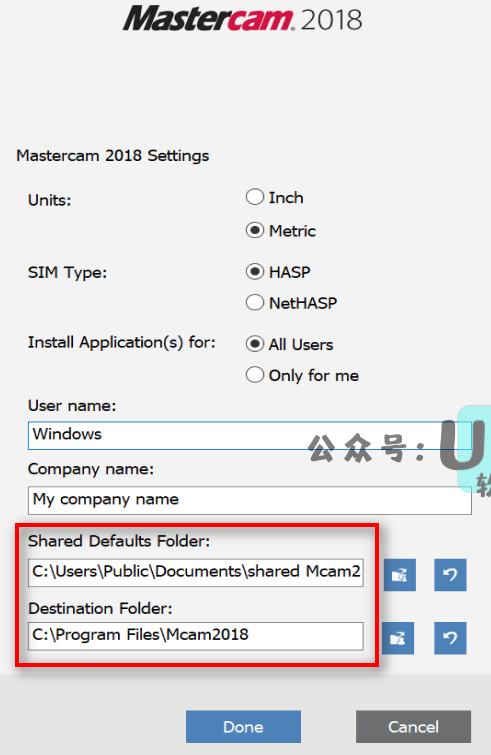 Mastercam. 2018
Mastercam 2018 Settings
Units:
Inch
Metric
SIM Type:
HASP
NetHASP
Install Application(s) for:
All Users
Only for me
User name:
Windows
公众号: U
软
Company name:
My company name
Shared Defaults Folder:
C:\Users\Public\Documents\shared Mcam2
Destination Folder:
C:\Program Files\Mcam2018
Done
Cancel